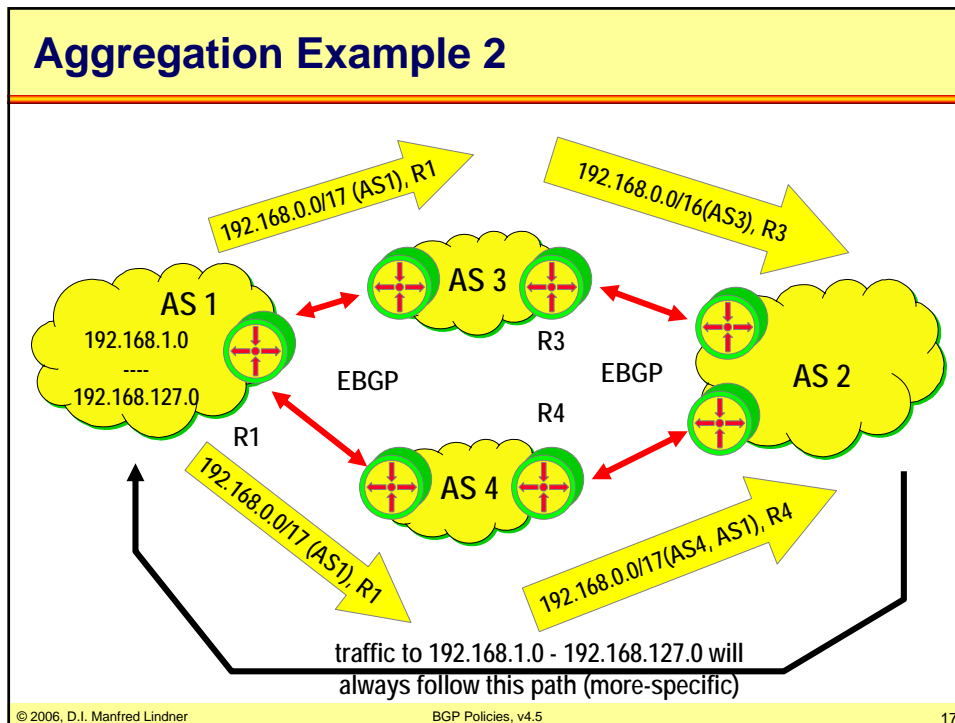 Aggregation Example 2
192.168.0.0/17 (AS1), R1
192.168.0.0/16(AS3), R3
AS 3
AS 1
192.168.1.0
----
192.168.127.0
R3
EBGP
EBGP
AS 2
R1
R4
AS 4
192.168.0.0/17 (AS1), R1
192.168.0.0/17(AS4, AS1), R4
traffic to 192.168.1.0 - 192.168.127.0 will
always follow this path (more-specific)
© 2006, D.I. Manfred Lindner
BGP Policies, v4.5
17